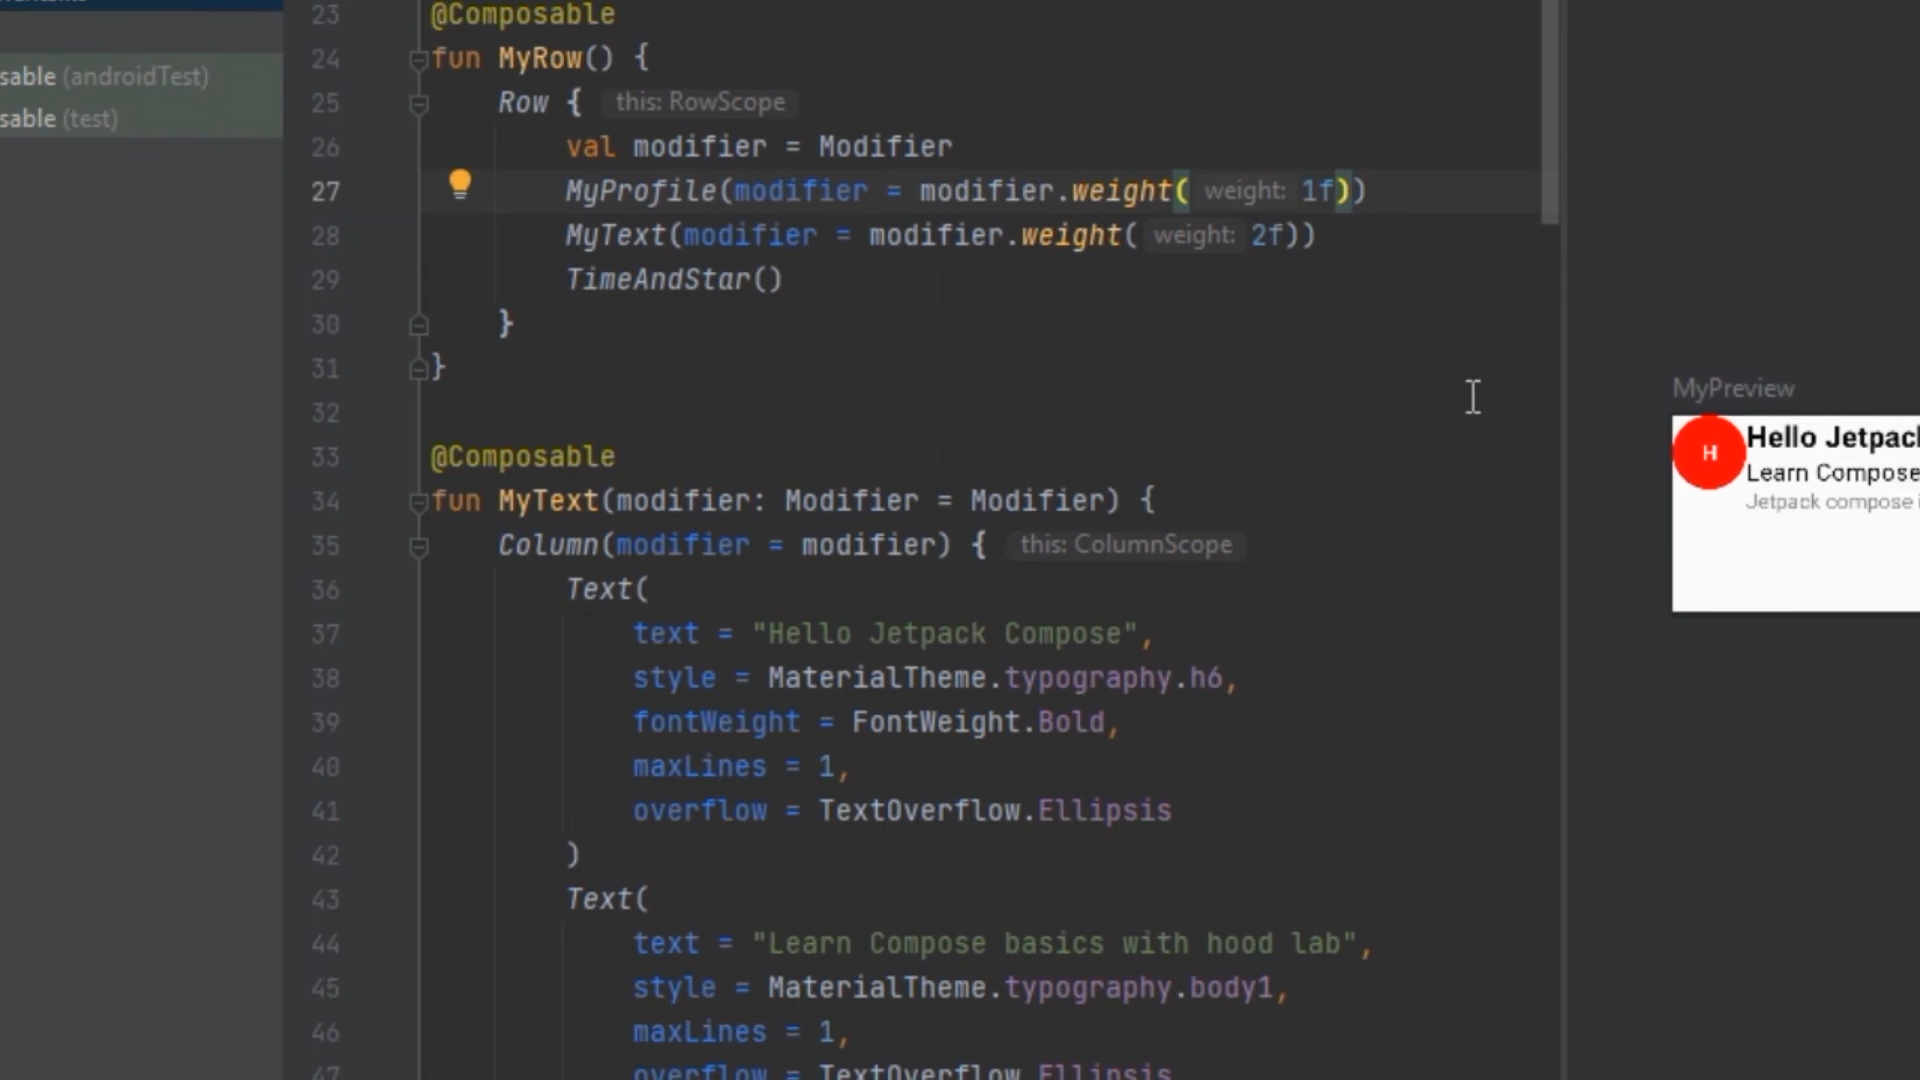 sable (androidTest)
sable (test)
23 @Composable
24 fun MyRow() {
25 Row { this: RowScope
26 val modifier = Modifier
27 MyProfile(modifier = modifier.weight( weight: 1f))
28 MyText(modifier = modifier.weight( weight: 2f))
29 TimeAndStar()
30 }
31 }
32
33 @Composable
34 fun MyText(modifier: Modifier = Modifier) {
35 Column(modifier = modifier) { this: ColumnScope
36 Text(
37 text = "Hello Jetpack Compose",
38 style = MaterialTheme.typography.h6,
39 fontWeight = FontWeight.Bold,
40 maxLines = 1,
41 overflow = TextOverflow.Ellipsis
42 )
43 Text(
44 text = "Learn Compose basics with hood lab",
45 style = MaterialTheme.typography.body1,
46 maxLines = 1,
47 overflow = TextOverflow.Ellipsis
MyPreview
H
Hello Jetpack
Learn Compose
Jetpack compose i